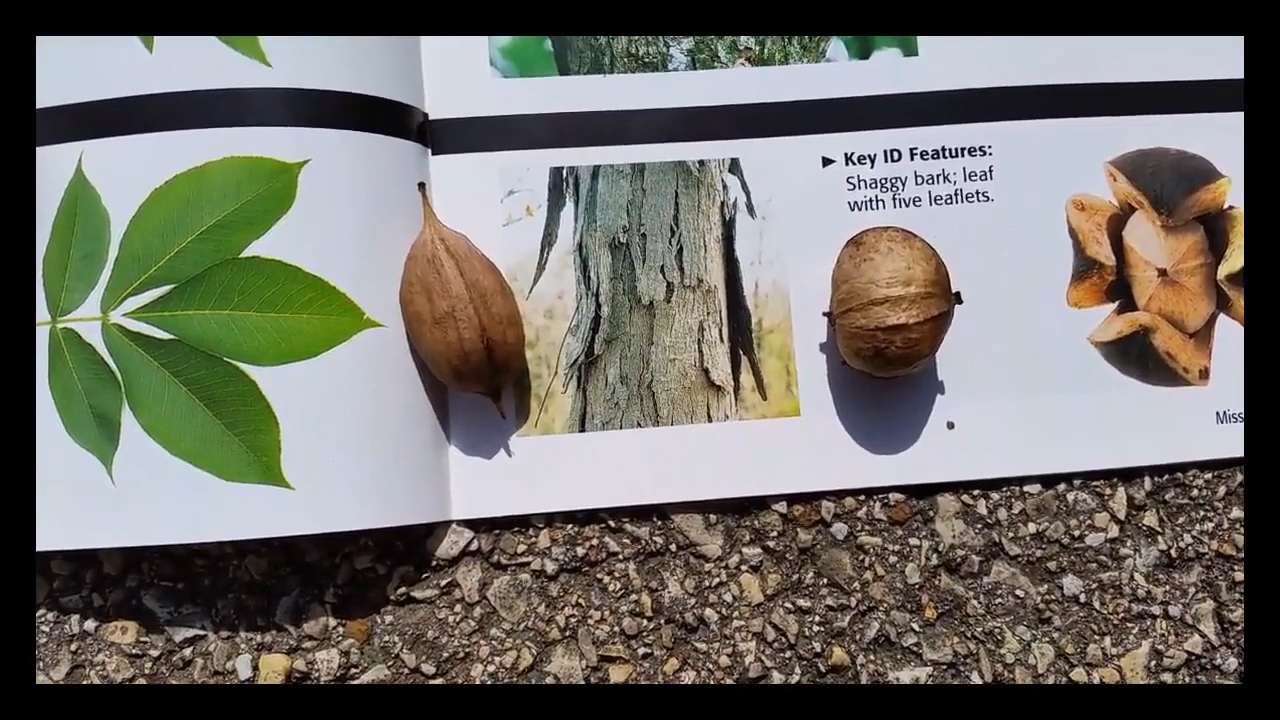 ► Key ID Features:
Shaggy bark; leaf
with five leaflets.
Miss